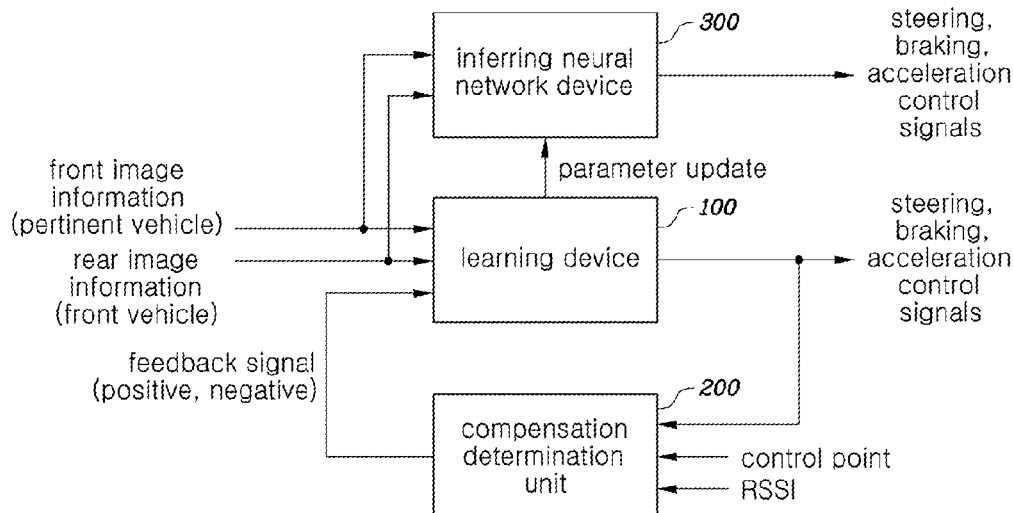 300
inferring neural
network device
steering,
braking,
acceleration
control
signals
parameter update
front image
information
(pertinent vehicle)
rear image
information
(front vehicle)
100
learning device
steering,
braking,
acceleration
control
signals
feedback signal
(positive, negative)
200
compensation
determination
unit
control point
RSSI